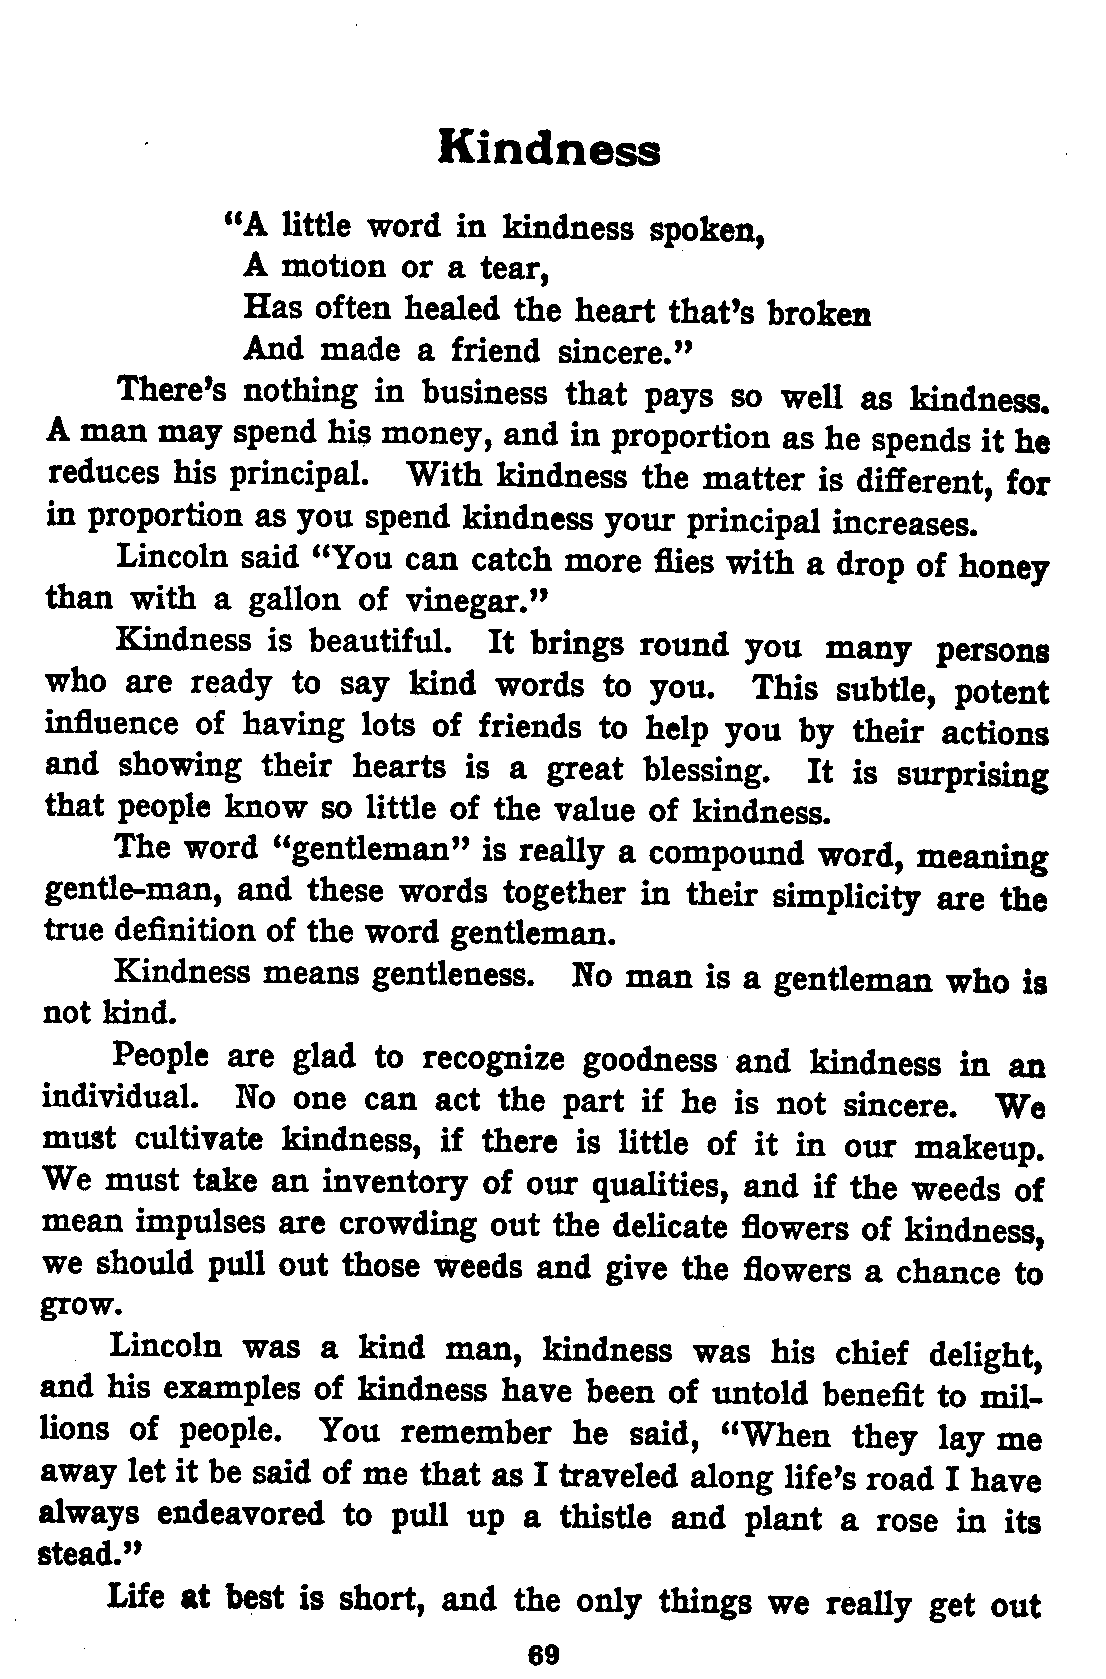 Kindness
“A little word in kindness spoken,
A motion or a tear,
Has often healed the heart that’s broken
And made a friend sincere.”
There’s nothing in business that pays so well as kindness.
A man may spend his money, and in proportion as he spends it he
reduces his principal. With kindness the matter is different, for
in proportion as you spend kindness your principal increases.
Lincoln said “You can catch more flies with a drop of honey
than with a gallon of vinegar.”
Kindness is beautiful. It brings round you many persons
who are ready to say kind words to you. This subtle, potent
influence of having lots of friends to help you by their actions
and showing their hearts is a great blessing. It is surprising
that people know so little of the value of kindness.
The word “gentleman” is really a compound word, meaning
gentle-man, and these words together in their simplicity are the
true definition of the word gentleman.
Kindness means gentleness. No man is a gentleman who is
not kind.
People are glad to recognize goodness and kindness in an
individual. No one can act the part if he is not sincere. We
must cultivate kindness, if there is little of it in our makeup.
We must take an inventory of our qualities, and if the weeds of
mean impulses are crowding out the delicate flowers of kindness,
we should pull out those weeds and give the flowers a chance to
grow.
Lincoln was a kind man, kindness was his chief delight,
and his examples of kindness have been of untold benefit to mil-
lions of people. You remember he said, “When they lay me
away let it be said of me that as I traveled along life’s road I have
always endeavored to pull up a thistle and plant a rose in its
stead.”
Life at best is short, and the only things we really get out
69